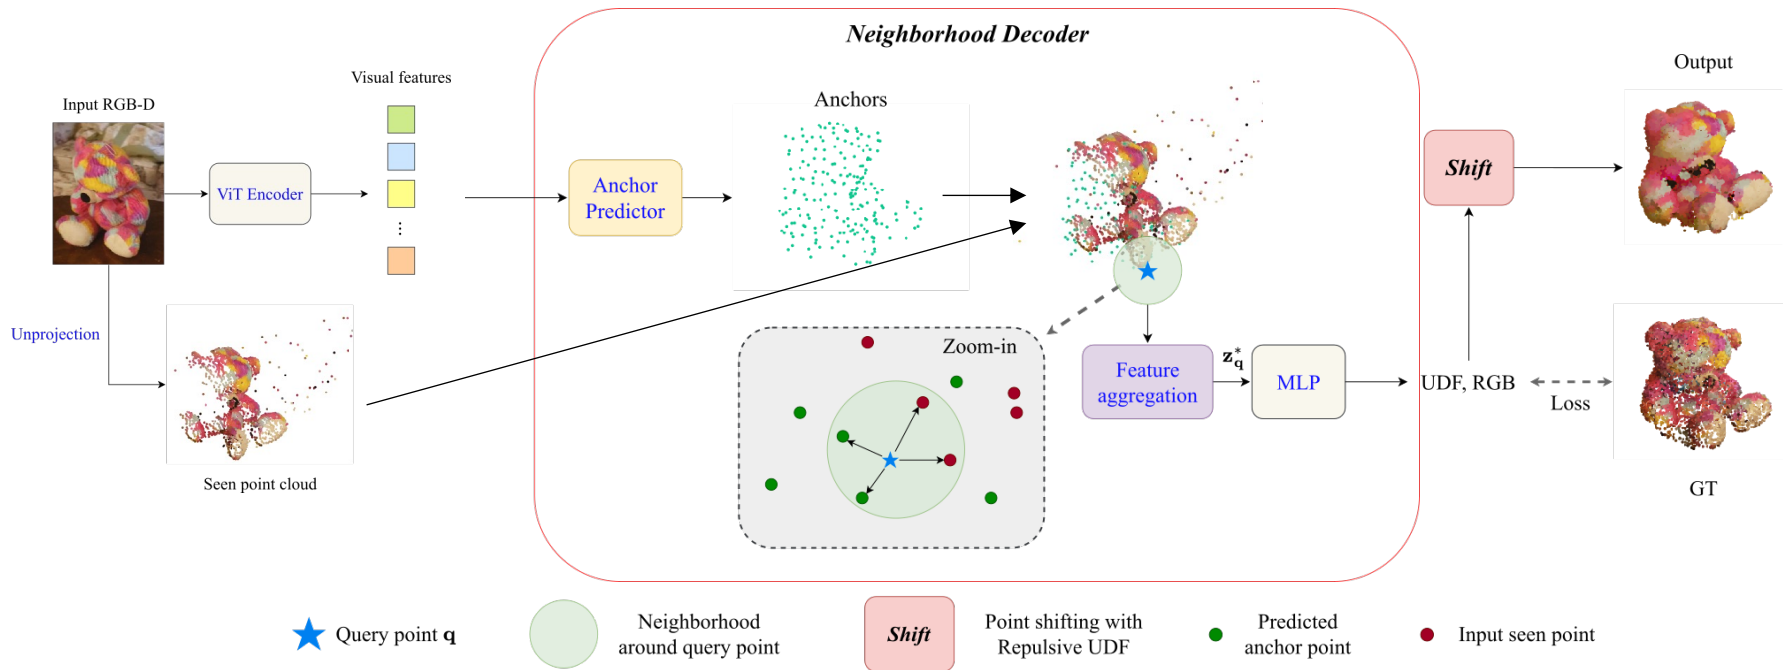 Neighborhood Decoder
Input RGB-D
Visual features
ViT Encoder
Unprojection
Seen point cloud
Anchor
Predictor
Anchors
Zoom-in
Feature
aggregation
z*q
MLP
UDF, RGB
Loss
Shift
Output
GT
Query point q
Neighborhood
around query point
Shift
Point shifting with
Repulsive UDF
Predicted
anchor point
Input seen point